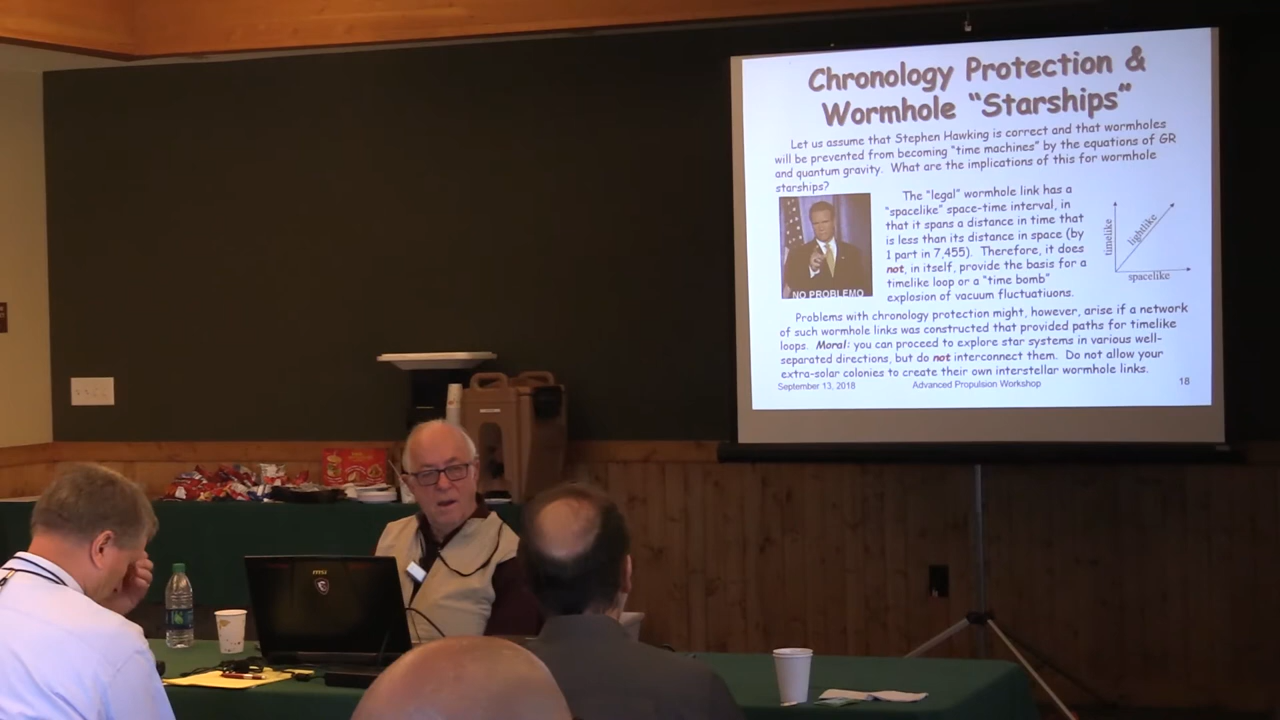 Chronology Protection &
Wormhole "Starships"
Let us assume that Stephen Hawking is correct and that wormholes
will be prevented from becoming "time machines" by the equations of GR
and quantum gravity. What are the implications of this for wormhole
starships?
The "legal" wormhole link has a
"spacelike" space-time interval, in
that it spans a distance in time that
is less than its distance in space (by
1 part in 7,455). Therefore, it does
not, in itself, provide the basis for a
timelike loop or a "time bomb"
explosion of vacuum fluctuatiuons.
NO PROBLEMO
timelike
lightlike
spacelike
Problems with chronology protection might, however, arise if a network
of such wormhole links was constructed that provided paths for timelike
loops. Moral: you can proceed to explore star systems in various well-
separated directions, but do not interconnect them. Do not allow your
extra-solar colonies to create their own interstellar wormhole links.
September 13, 2018 Advanced Propulsion Workshop 18
msi